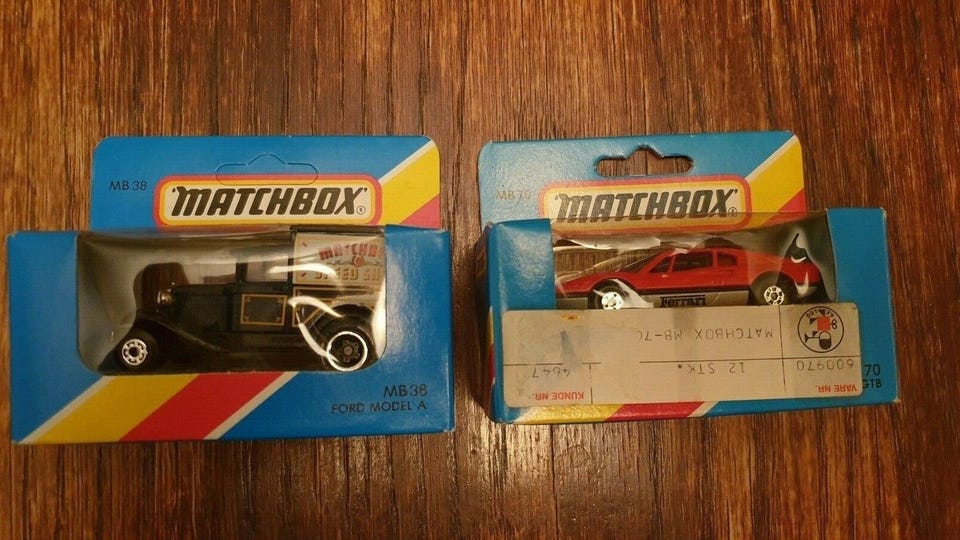 MB 38
"MATCHBOX"®
MATCHBO
SPEED SH
MB38
FORD MODEL A
MB 70
"MATCHBOX"®
Ferrari
70
GTB
VARE NR.
KUNDE NR.
600970
12 STK.
4647
MATCHBOX MB-70